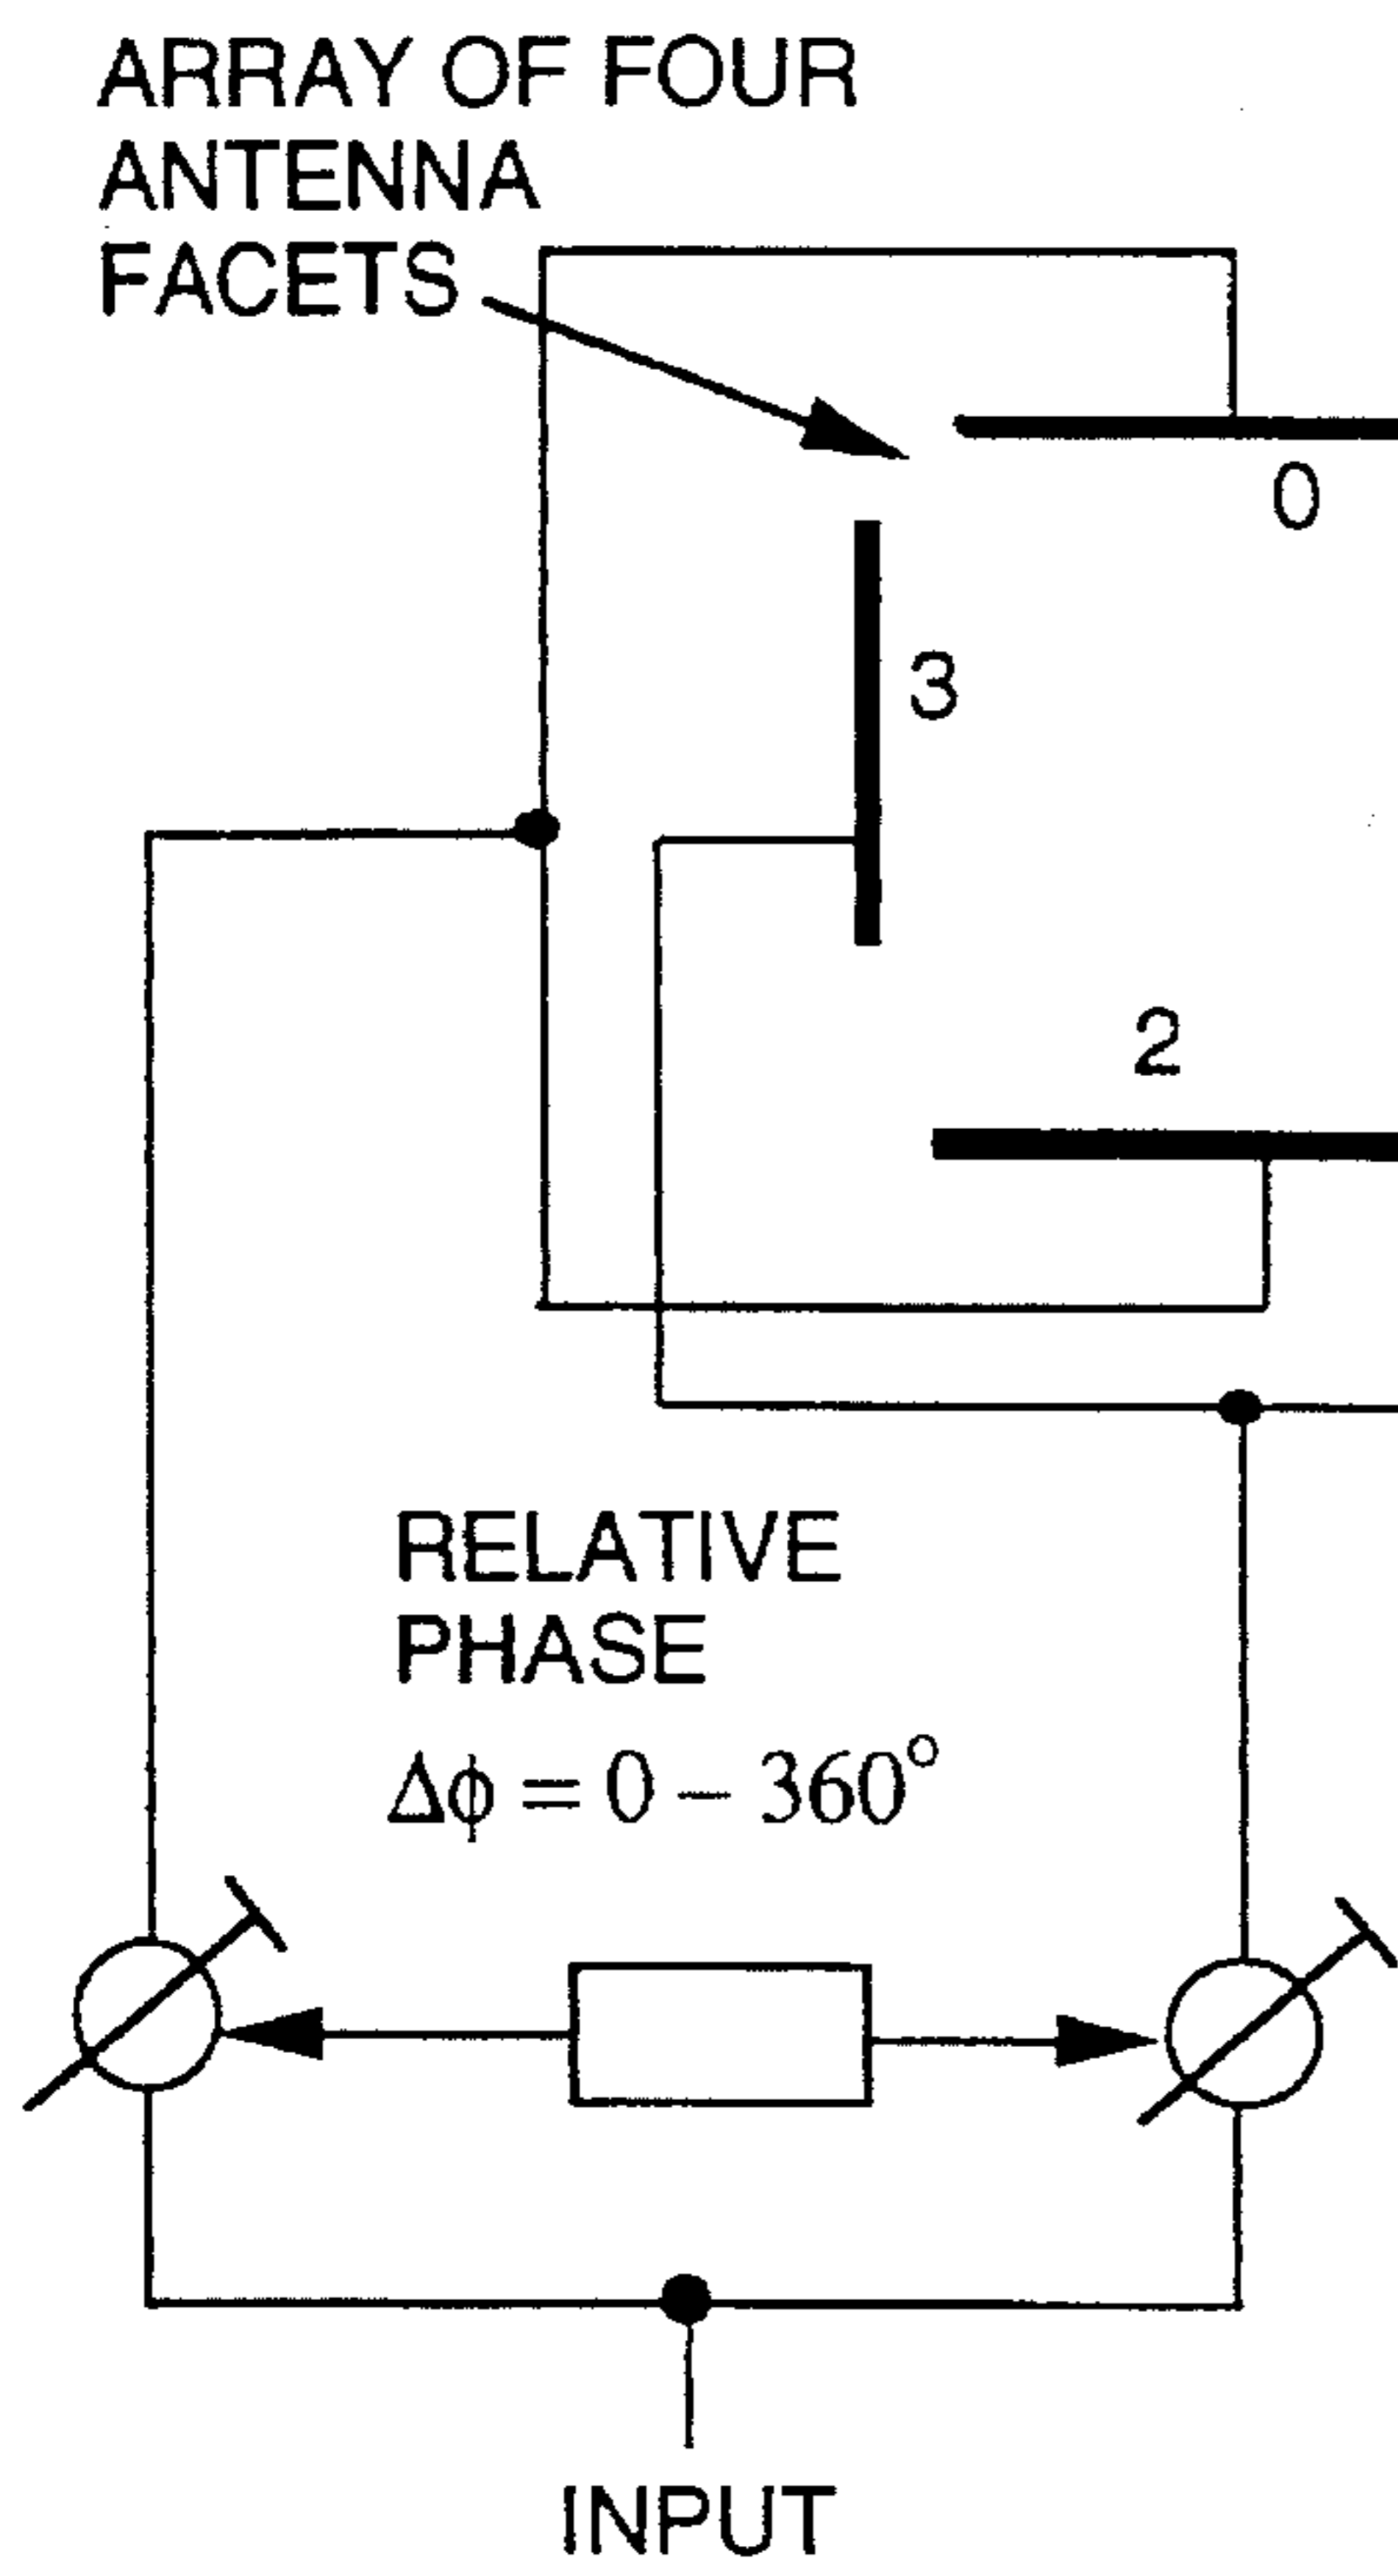 ARRAY OF FOUR
ANTENNA
FACETS
0
3
2
RELATIVE
PHASE
Δϕ = 0 – 360°
INPUT